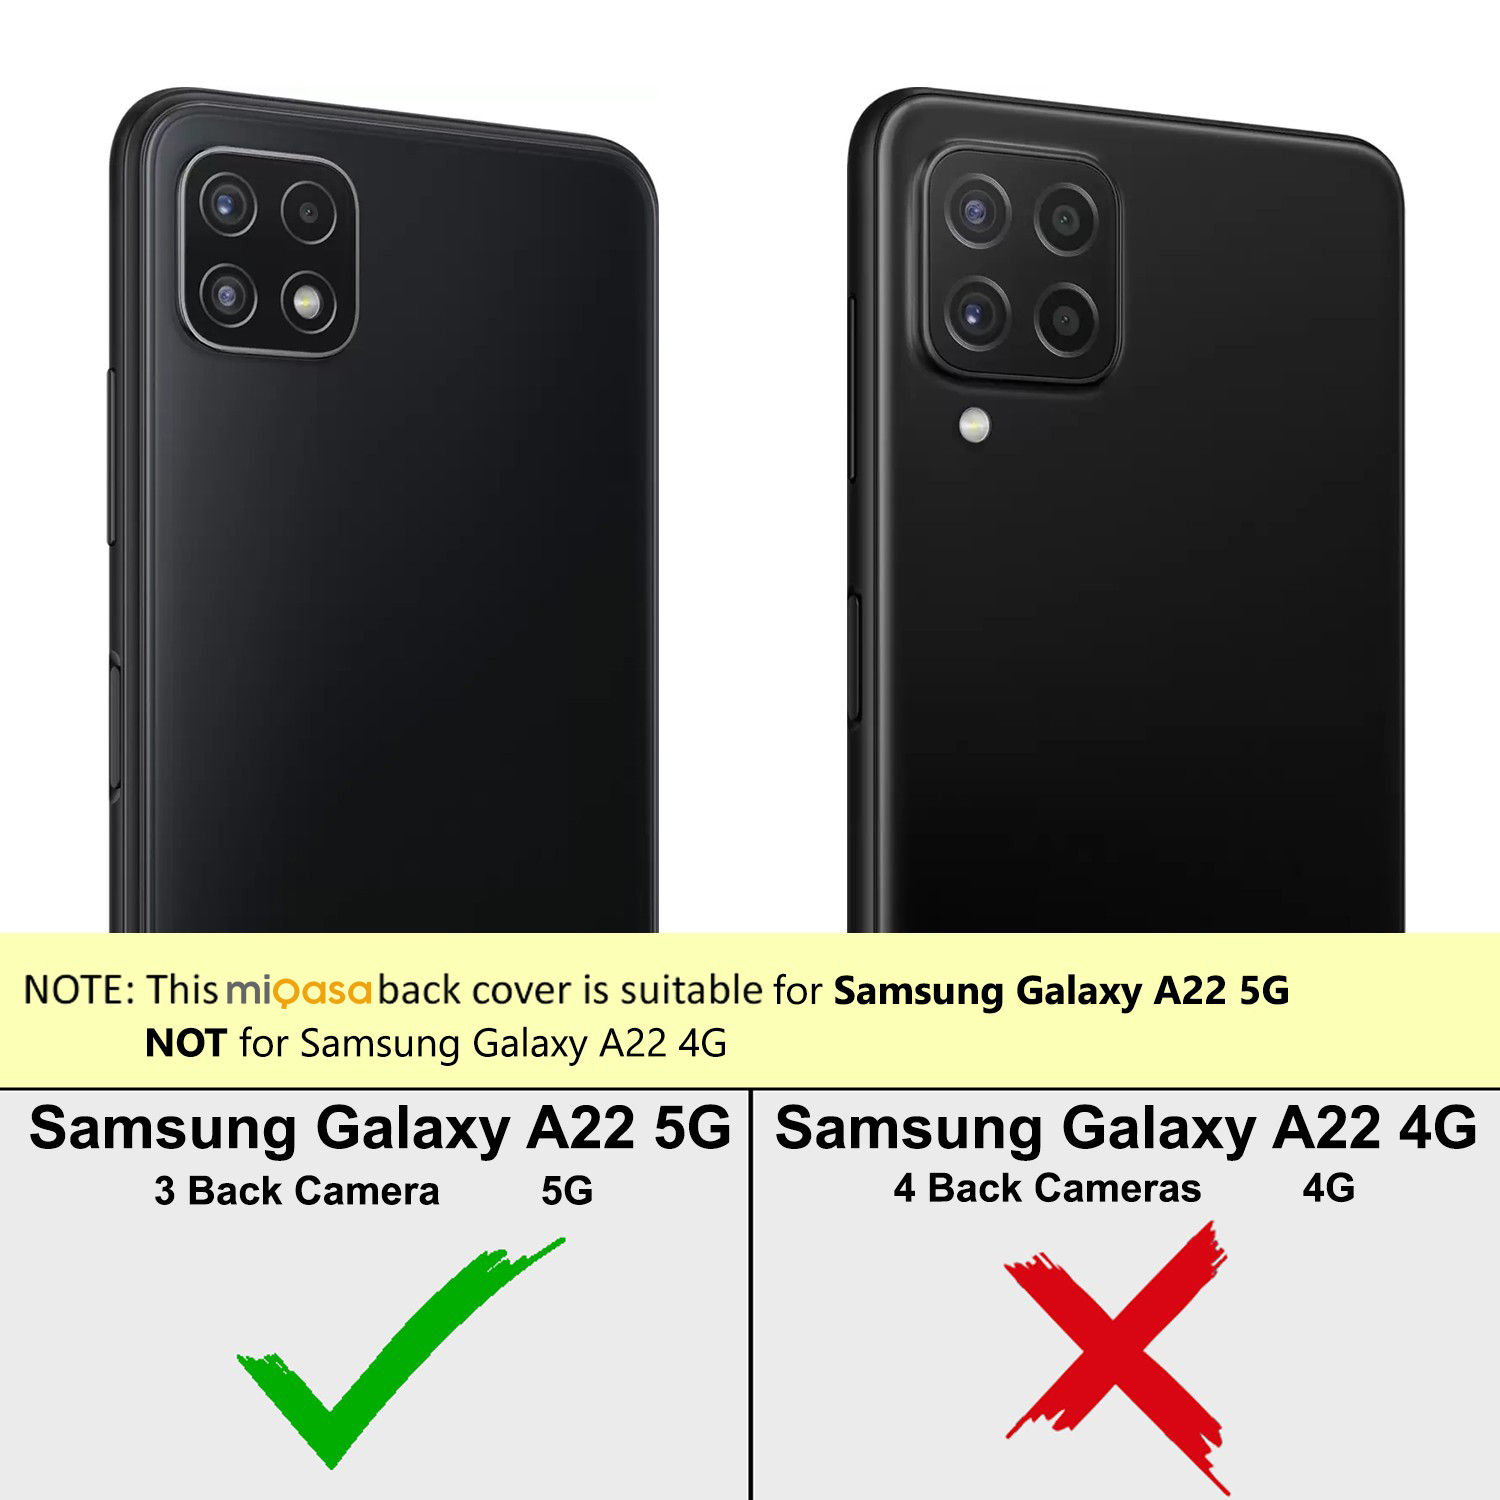 NOTE: This miQasa back cover is suitable for Samsung Galaxy A22 5G
NOT for Samsung Galaxy A22 4G
Samsung Galaxy A22 5G
3 Back Camera 5G
Samsung Galaxy A22 4G
4 Back Cameras 4G